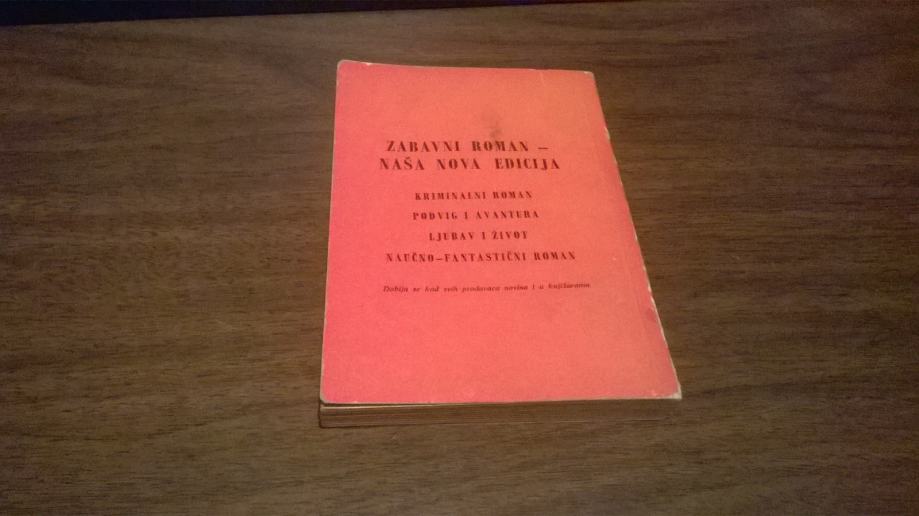 ZABAVNI ROMAN –
NAŠA NOVA EDICIJA
KRIMINALNI ROMAN
PODVIG I AVANTURA
LJUBAV I ŽIVOT
NAUČNO–FANTASTIČNI ROMAN
Dobija se kod svih prodavaca novina i u knjižarama